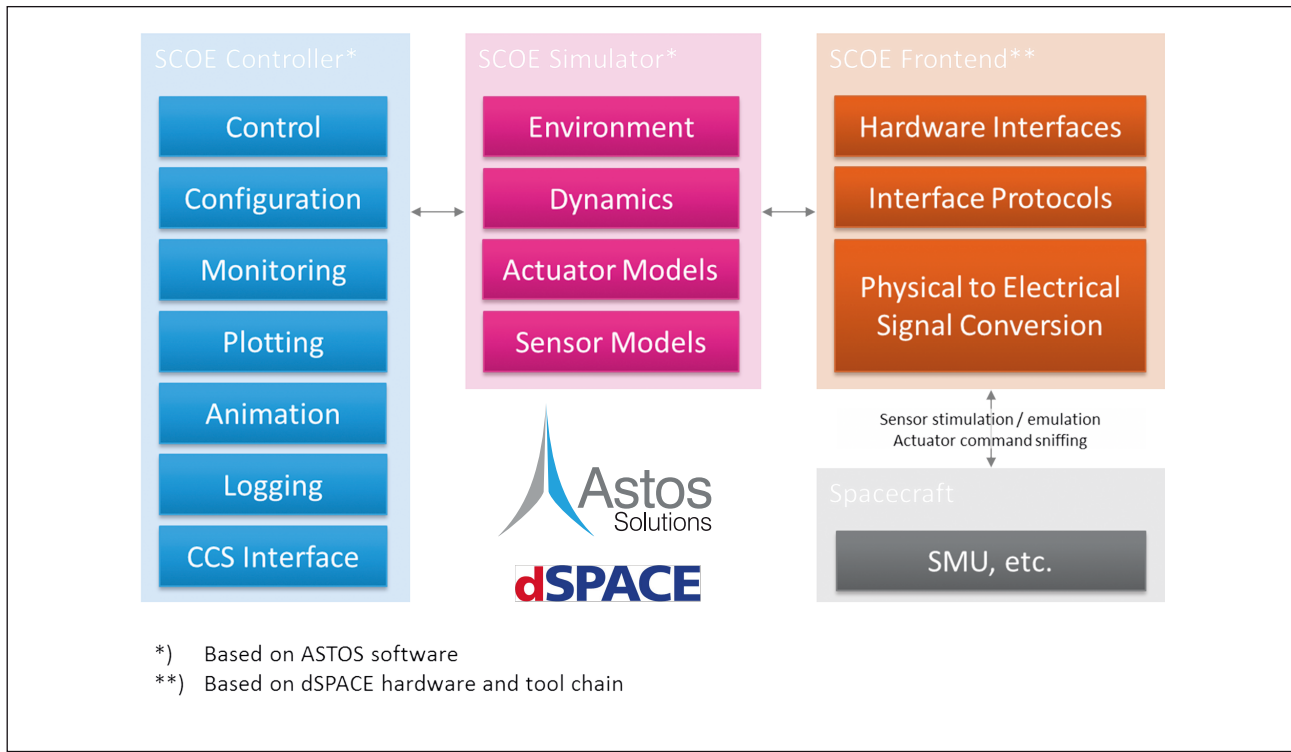 SCOE Controller*
Control
Configuration
Monitoring
Plotting
Animation
Logging
CCS Interface
SCOE Simulator*
Environment
Dynamics
Actuator Models
Sensor Models
SCOE Frontend**
Hardware Interfaces
Interface Protocols
Physical to Electrical
Signal Conversion
Sensor stimulation / emulation
Actuator command sniffing
Spacecraft
SMU, etc.
Astos
Solutions
dSPACE
*) Based on ASTOS software
**) Based on dSPACE hardware and tool chain